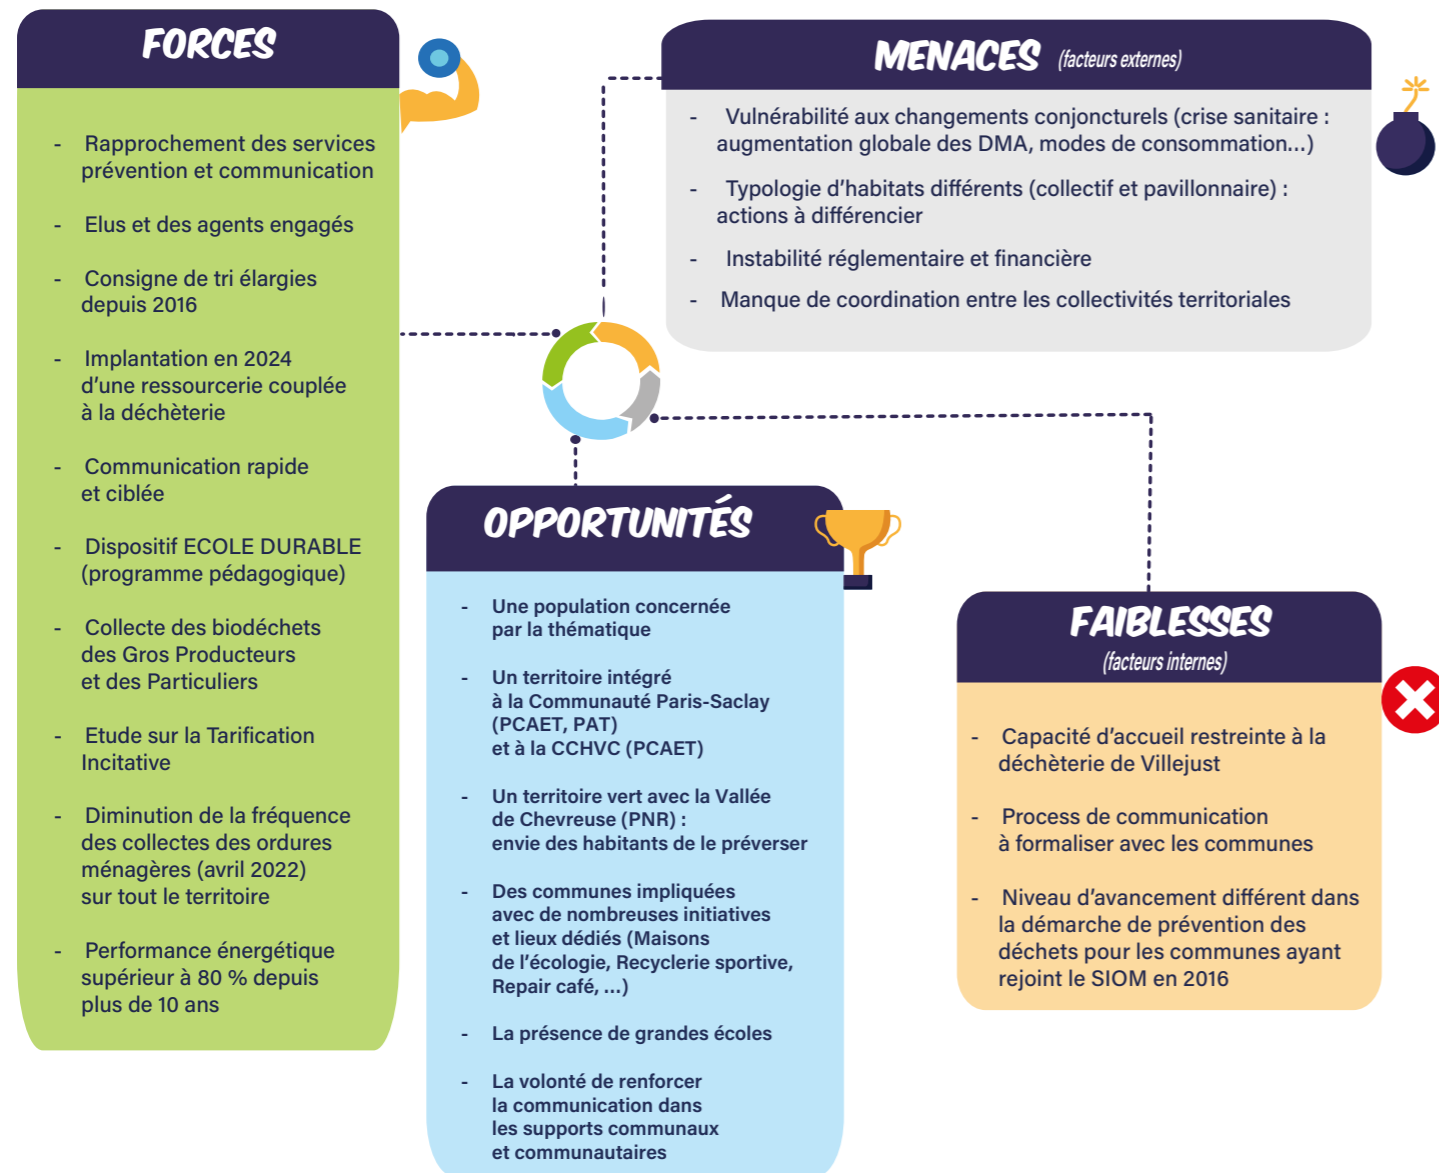 FORCES
- Rapprochement des services
prévention et communication
- Elus et des agents engagés
- Consigne de tri élargies
depuis 2016
- Implantation en 2024
d'une ressourcerie couplée
à la déchèterie
- Communication rapide
et ciblée
- Dispositif ECOLE DURABLE
(programme pédagogique)
- Collecte des biodéchets
des Gros Producteurs
et des Particuliers
- Etude sur la Tarification
Incitative
- Diminution de la fréquence
des collectes des ordures
ménagères (avril 2022)
sur tout le territoire
- Performance énergétique
supérieur à 80 % depuis
plus de 10 ans
MENACES (facteurs externes)
- Vulnérabilité aux changements conjoncturels (crise sanitaire :
augmentation globale des DMA, modes de consommation...)
- Typologie d'habitats différents (collectif et pavillonnaire) :
actions à différencier
- Instabilité réglementaire et financière
- Manque de coordination entre les collectivités territoriales
OPPORTUNITÉS
- Une population concernée
par la thématique
- Un territoire intégré
à la Communauté Paris-Saclay
(PCAET, PAT)
et à la CCHVC (PCAET)
- Un territoire vert avec la Vallée
de Chevreuse (PNR) :
envie des habitants de le préverser
- Des communes impliquées
avec de nombreuses initiatives
et lieux dédiés (Maisons
de l'écologie, Recyclerie sportive,
Repair café, ...)
- La présence de grandes écoles
- La volonté de renforcer
la communication dans
les supports communaux
et communautaires
FAIBLESSES
(facteurs internes)
- Capacité d'accueil restreinte à la
déchèterie de Villejust
- Process de communication
à formaliser avec les communes
- Niveau d'avancement différent dans
la démarche de prévention des
déchets pour les communes ayant
rejoint le SIOM en 2016